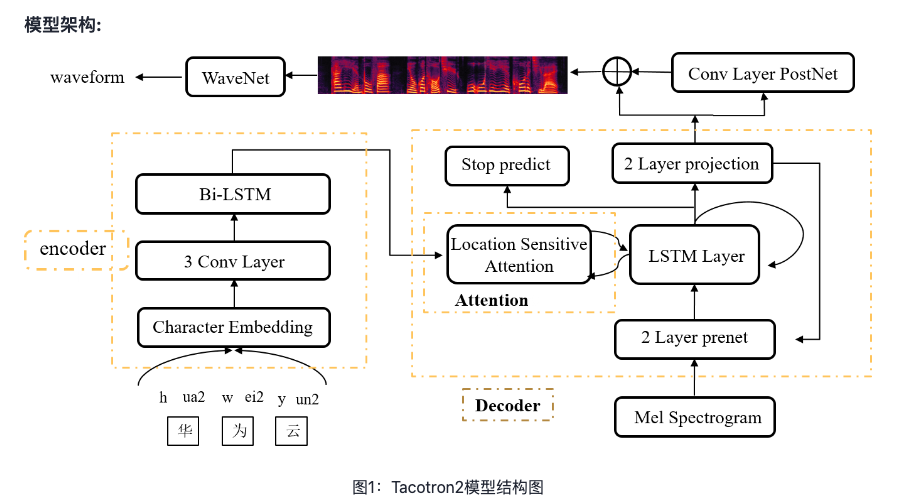 模型架构:
waveform
WaveNet
Conv Layer PostNet
Stop predict
2 Layer projection
Bi-LSTM
encoder
3 Conv Layer
Location Sensitive
Attention
LSTM Layer
Attention
Character Embedding
2 Layer prenet
h ua2 w ei2 y un2
华 为 云
Decoder
Mel Spectrogram
图1：Tacotron2模型结构图